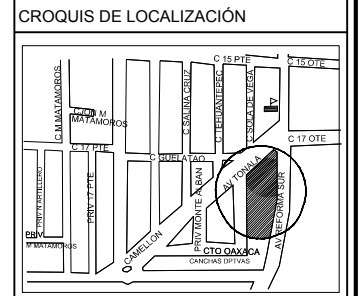 CROQUIS DE LOCALIZACIÓN
C 15 PTE
C 15 OTE
C M MATAMOROS
CJON M
MATAMOROS
C SALINA CRUZ
C TEHUANTEPEC
C SOLA DE VEGA
C 17 OTE
C 17 PTE
C GUELATAO
PRIV N ARTILLERO
PRIV 17 PTE
PRIV MONTE ALBAN
AV TONALA
AV REFORMA SUR
PRIV
M MATAMOROS
CAMELLON
CTO OAXACA
CANCHAS DPTVAS